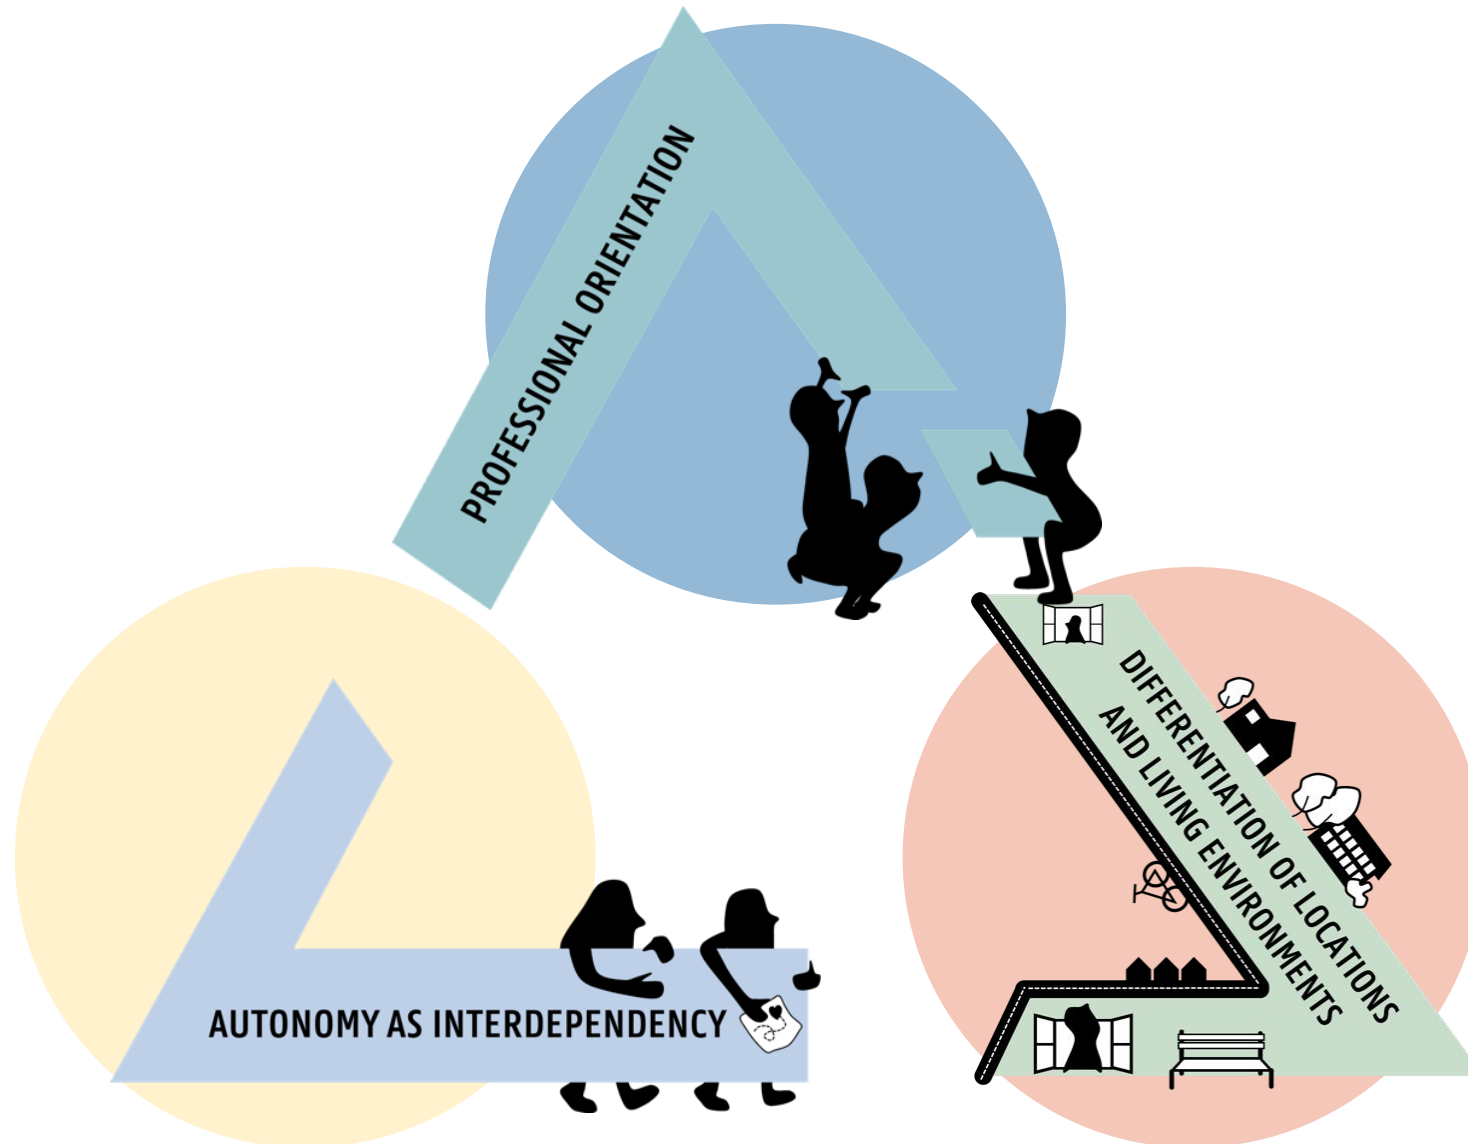 PROFESSIONAL ORIENTATION
DIFFERENTIATION OF LOCATIONS
AND LIVING ENVIRONMENTS
AUTONOMY AS INTERDEPENDENCY